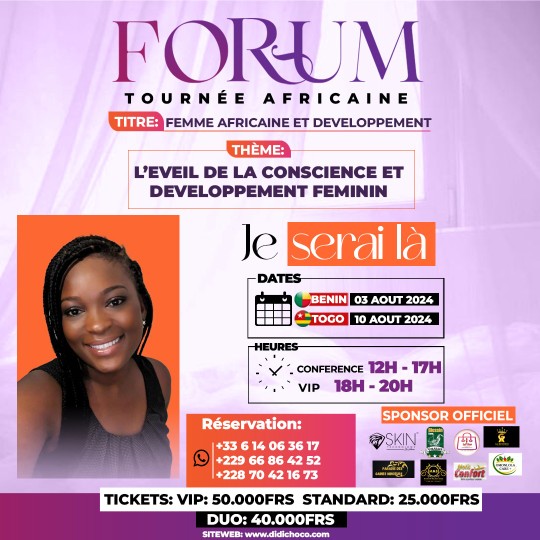 FORUM
TOURNÉE AFRICAINE
TITRE: FEMME AFRICAINE ET DEVELOPPEMENT
THÈME:
L'EVEIL DE LA CONSCIENCE ET
DEVELOPPEMENT FEMININ
Je serai là
DATES
BENIN 03 AOUT 2024
TOGO 10 AOUT 2024
HEURES
CONFERENCE 12H - 17H
VIP 18H - 20H
Réservation:
+33 6 14 06 36 17
+229 66 86 42 52
+228 70 42 16 73
SPONSOR OFFICIEL
SKIN
Confort
TICKETS: VIP: 50.000FRS STANDARD: 25.000FRS
DUO: 40.000FRS
SITEWEB: www.didichoco.com